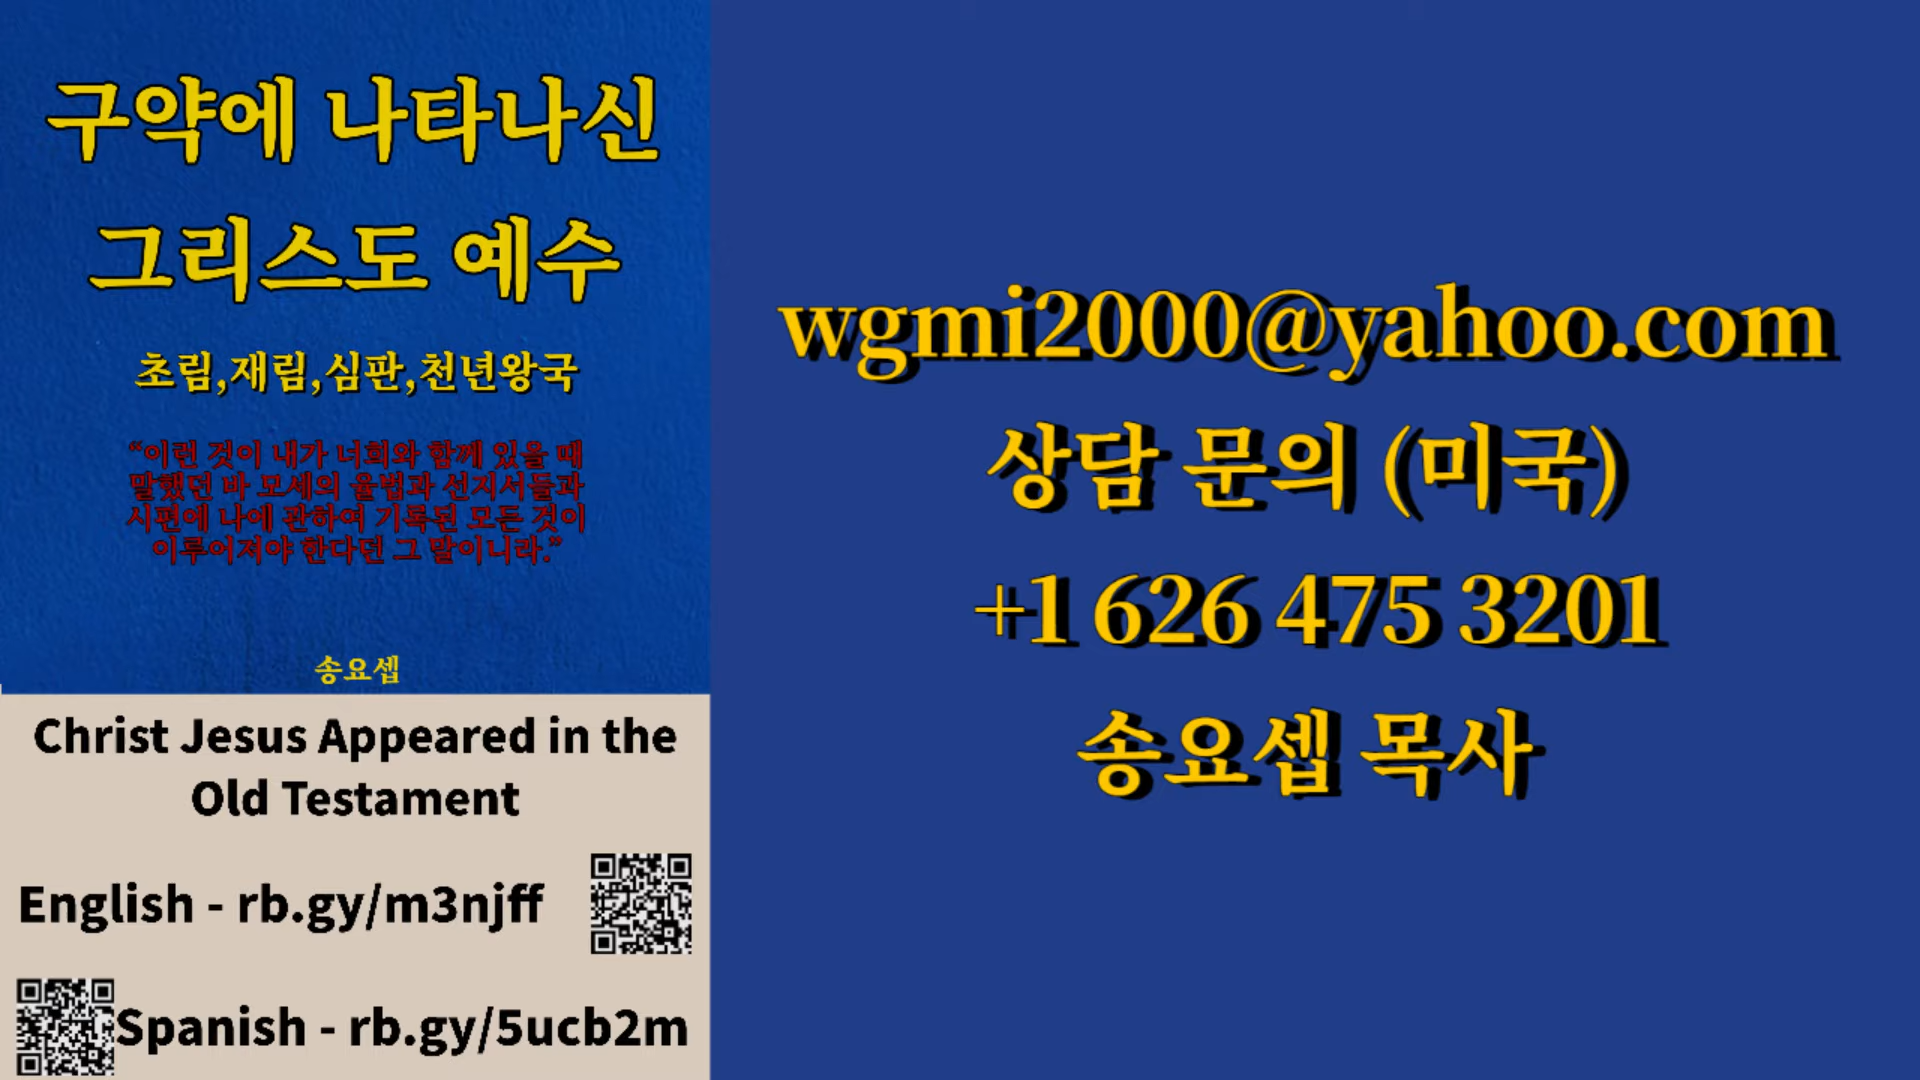 구약에 나타나신
그리스도 예수
초림,재림,심판,천년왕국
“이런 것이 내가 너희와 함께 있을 때
말했던 바 모세의 율법과 선지서들과
시편에 나에 관하여 기록된 모든 것이
이루어져야 한다던 그 말이니라.”
송요셉
Christ Jesus Appeared in the
Old Testament
English - rb.gy/m3njff
Spanish - rb.gy/5ucb2m
wgmi2000@yahoo.com
상담 문의 (미국)
+1 626 475 3201
송요셉 목사